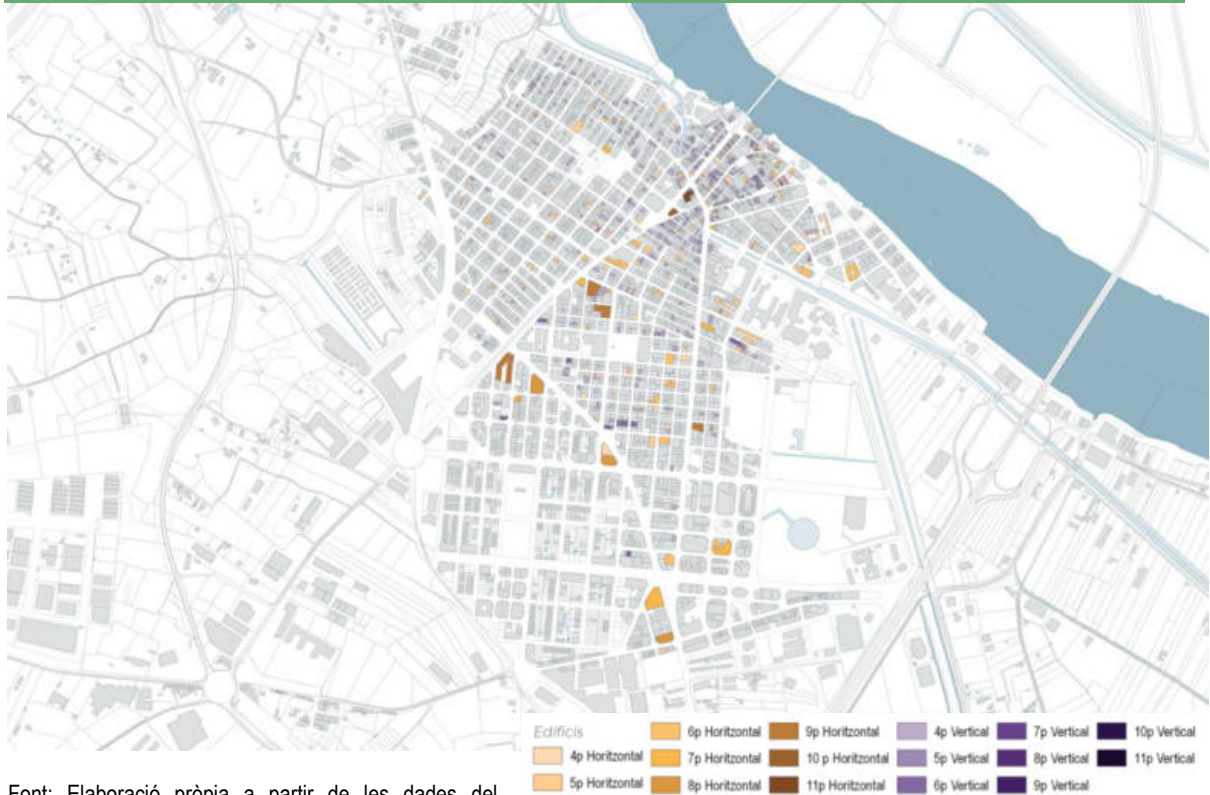 Edificis
4p Horitzontal
5p Horitzontal
6p Horitzontal
7p Horitzontal
8p Horitzontal
9p Horitzontal
10 p Horitzontal
11p Horitzontal
4p Vertical
5p Vertical
6p Vertical
7p Vertical
8p Vertical
9p Vertical
10p Vertical
11p Vertical
Font: Elaboració pròpia a partir de les dades del